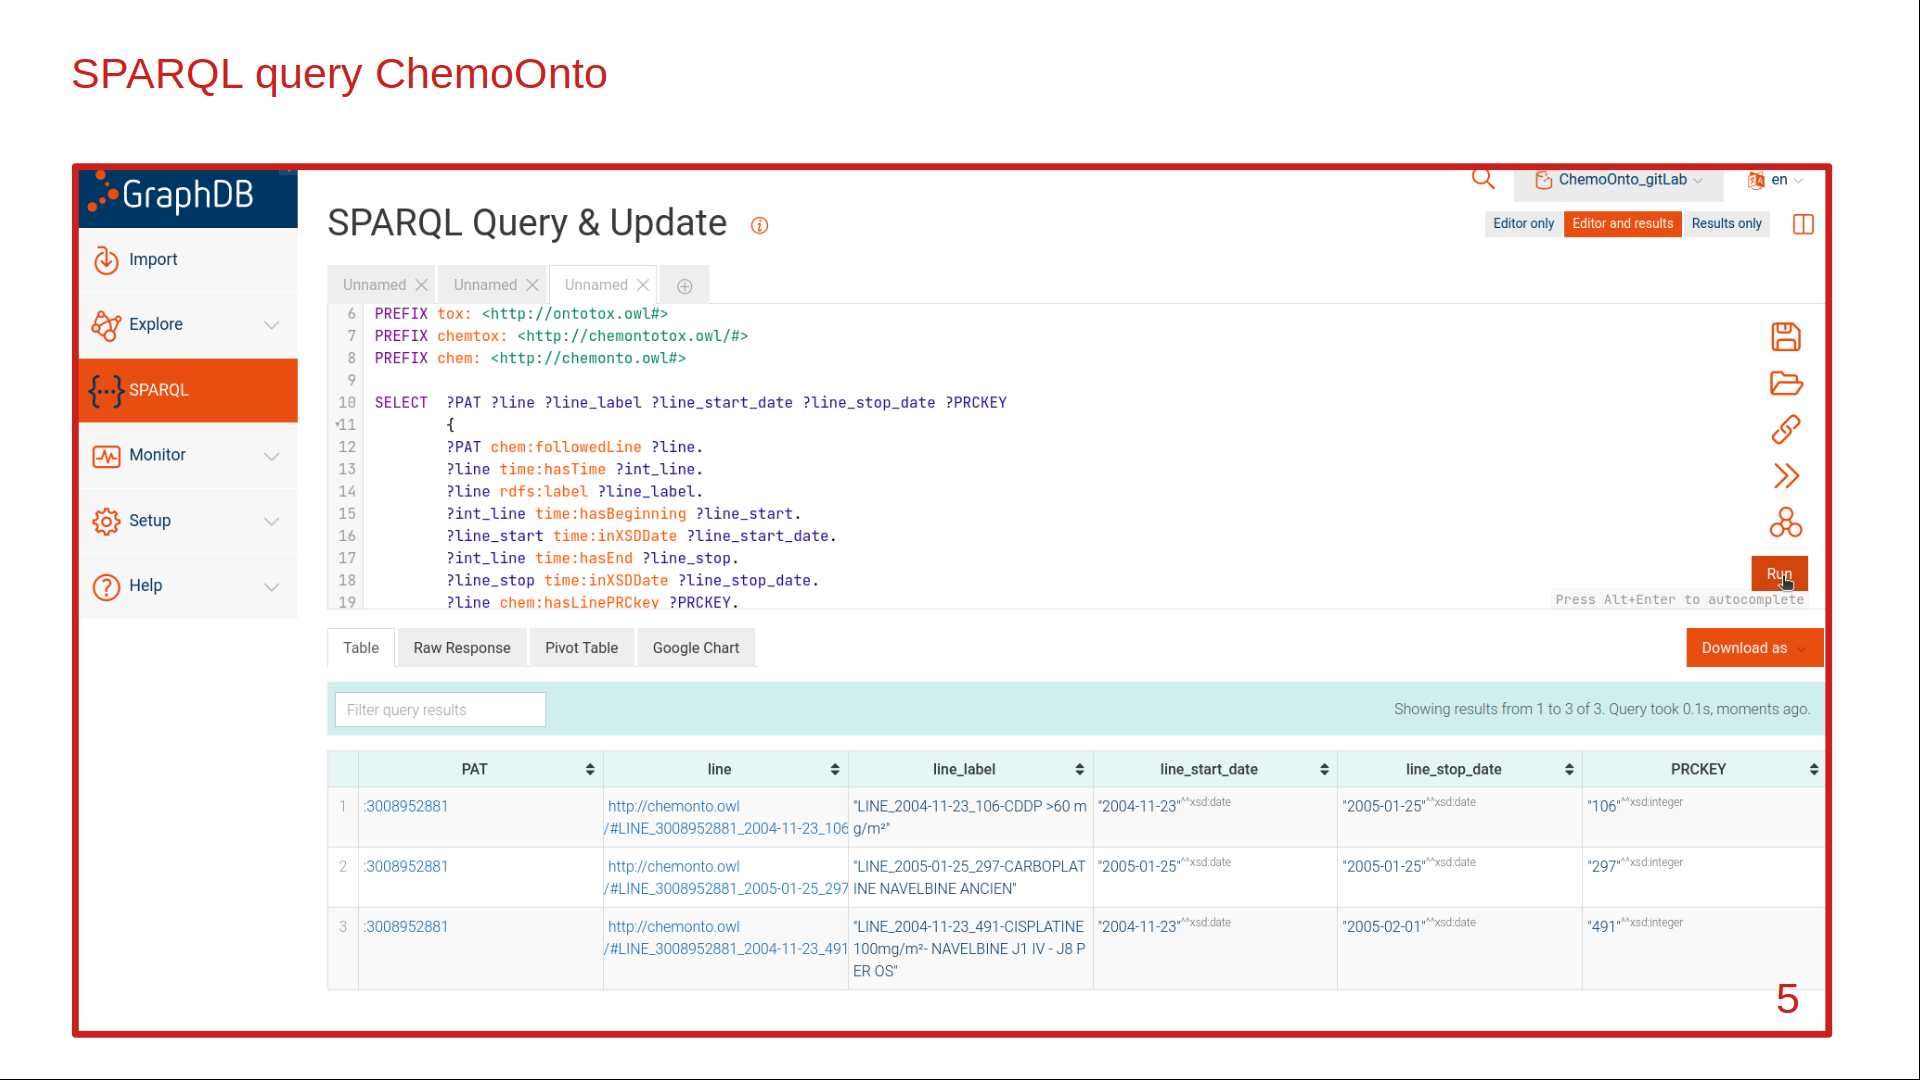 SPARQL query ChemoOnto
GraphDB
ChemoOnto_gitLab
en
SPARQL Query & Update
Editor only
Editor and results
Results only
Import
Explore
SPARQL
Monitor
Setup
Help
Unnamed
Unnamed
Unnamed
6 PREFIX tox: <http://ontotox.owl#>
7 PREFIX chemtox: <http://chemontotox.owl/#>
8 PREFIX chem: <http://chemonto.owl#>
9
10 SELECT ?PAT ?line ?line_label ?line_start_date ?line_stop_date ?PRCKEY
11 {
12 ?PAT chem:followedLine ?line.
13 ?line time:hasTime ?int_line.
14 ?line rdfs:label ?line_label.
15 ?int_line time:hasBeginning ?line_start.
16 ?line_start time:inXSDDate ?line_start_date.
17 ?int_line time:hasEnd ?line_stop.
18 ?line_stop time:inXSDDate ?line_stop_date.
19 ?line chem:hasLinePRCkey ?PRCKEY.
Run
Press Alt+Enter to autocomplete
Table
Raw Response
Pivot Table
Google Chart
Download as
Filter query results
Showing results from 1 to 3 of 3. Query took 0.1s, moments ago.
PAT line line_label line_start_date line_stop_date PRCKEY
1 :3008952881 http://chemonto.owl "LINE_2004-11-23_106-CDDP >60 m "2004-11-23"^^xsd:date "2005-01-25"^^xsd:date "106"^^xsd:integer
/#LINE_3008952881_2004-11-23_106 g/m²"
2 :3008952881 http://chemonto.owl "LINE_2005-01-25_297-CARBOPLAT "2005-01-25"^^xsd:date "2005-01-25"^^xsd:date "297"^^xsd:integer
/#LINE_3008952881_2005-01-25_297 INE NAVELBINE ANCIEN"
3 :3008952881 http://chemonto.owl "LINE_2004-11-23_491-CISPLATINE "2004-11-23"^^xsd:date "2005-02-01"^^xsd:date "491"^^xsd:integer
/#LINE_3008952881_2004-11-23_491 100mg/m²- NAVELBINE J1 IV - J8 P
ER OS"
5